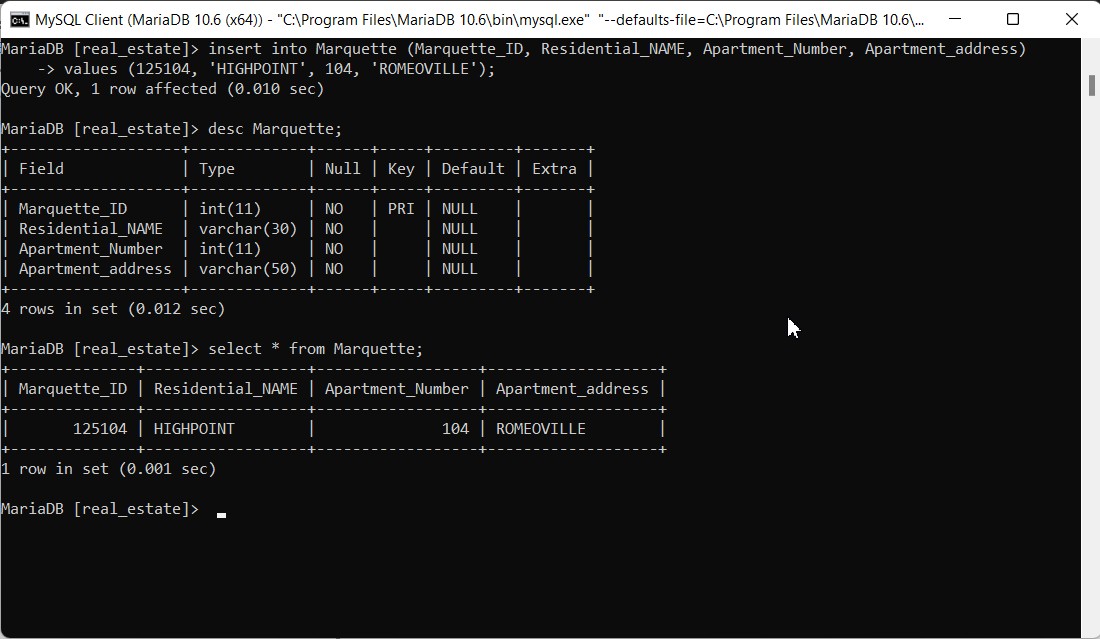 MySQL Client (MariaDB 10.6 (x64)) - "C:\Program Files\MariaDB 10.6\bin\mysql.exe"  "--defaults-file=C:\Program Files\MariaDB 10.6\...
MariaDB [real_estate]> insert into Marquette (Marquette_ID, Residential_NAME, Apartment_Number, Apartment_address)
    -> values (125104, 'HIGHPOINT', 104, 'ROMEOVILLE');
Query OK, 1 row affected (0.010 sec)
MariaDB [real_estate]> desc Marquette;
+-------------------+-------------+------+-----+---------+-------+
| Field             | Type        | Null | Key | Default | Extra |
+-------------------+-------------+------+-----+---------+-------+
| Marquette_ID      | int(11)     | NO   | PRI | NULL    |       |
| Residential_NAME  | varchar(30) | NO   |     | NULL    |       |
| Apartment_Number  | int(11)     | NO   |     | NULL    |       |
| Apartment_address | varchar(50) | NO   |     | NULL    |       |
+-------------------+-------------+------+-----+---------+-------+
4 rows in set (0.012 sec)
MariaDB [real_estate]> select * from Marquette;
+--------------+------------------+------------------+-------------------+
| Marquette_ID | Residential_NAME | Apartment_Number | Apartment_address |
+--------------+------------------+------------------+-------------------+
|       125104 | HIGHPOINT        |              104 | ROMEOVILLE        |
+--------------+------------------+------------------+-------------------+
1 row in set (0.001 sec)
MariaDB [real_estate]>